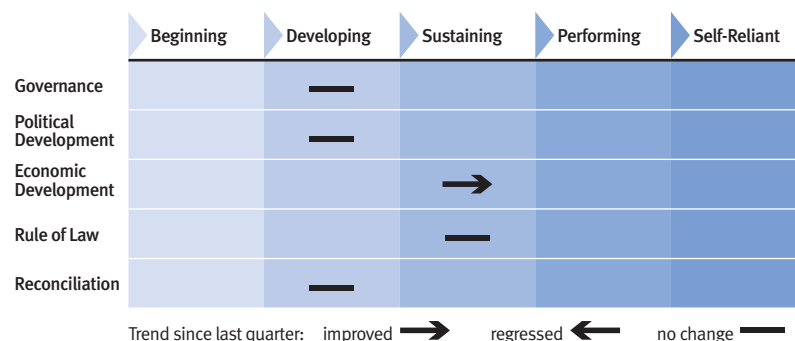 Beginning Developing Sustaining Performing Self-Reliant
Governance
Political
Development
Economic
Development
Rule of Law
Reconciliation
Trend since last quarter: improved regressed no change